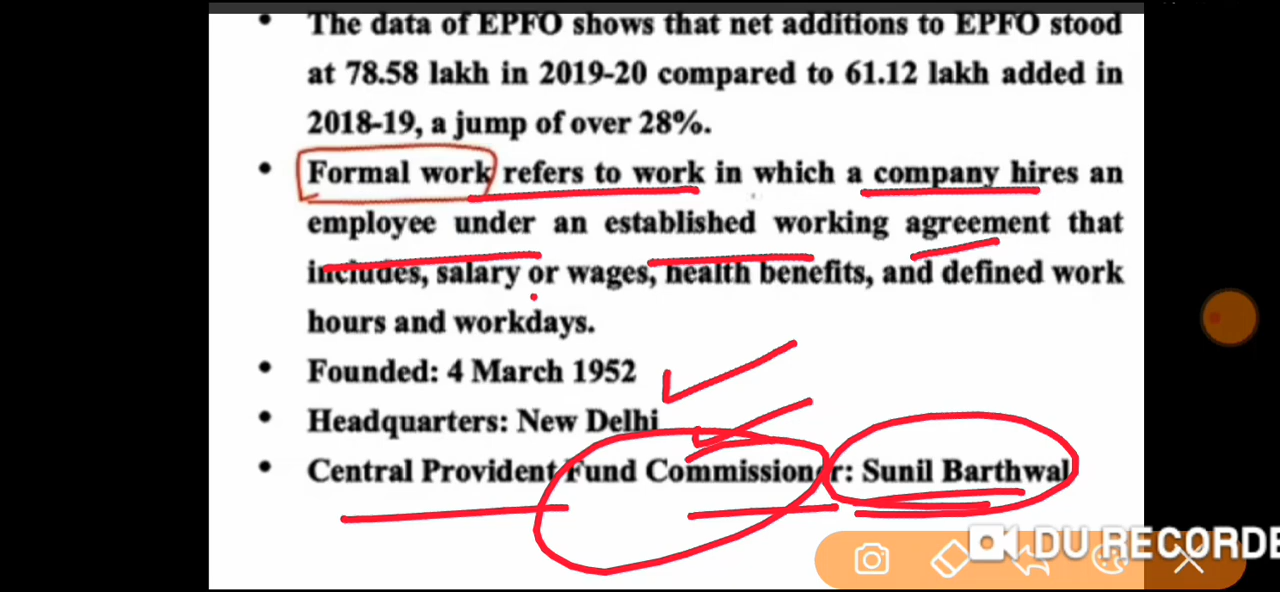 • The data of EPFO shows that net additions to EPFO stood
at 78.58 lakh in 2019-20 compared to 61.12 lakh added in
2018-19, a jump of over 28%.
• Formal work refers to work in which a company hires an
employee under an established working agreement that
includes, salary or wages, health benefits, and defined work
hours and workdays.
• Founded: 4 March 1952
• Headquarters: New Delhi
• Central Provident Fund Commissioner: Sunil Barthwal
DU RECORDE